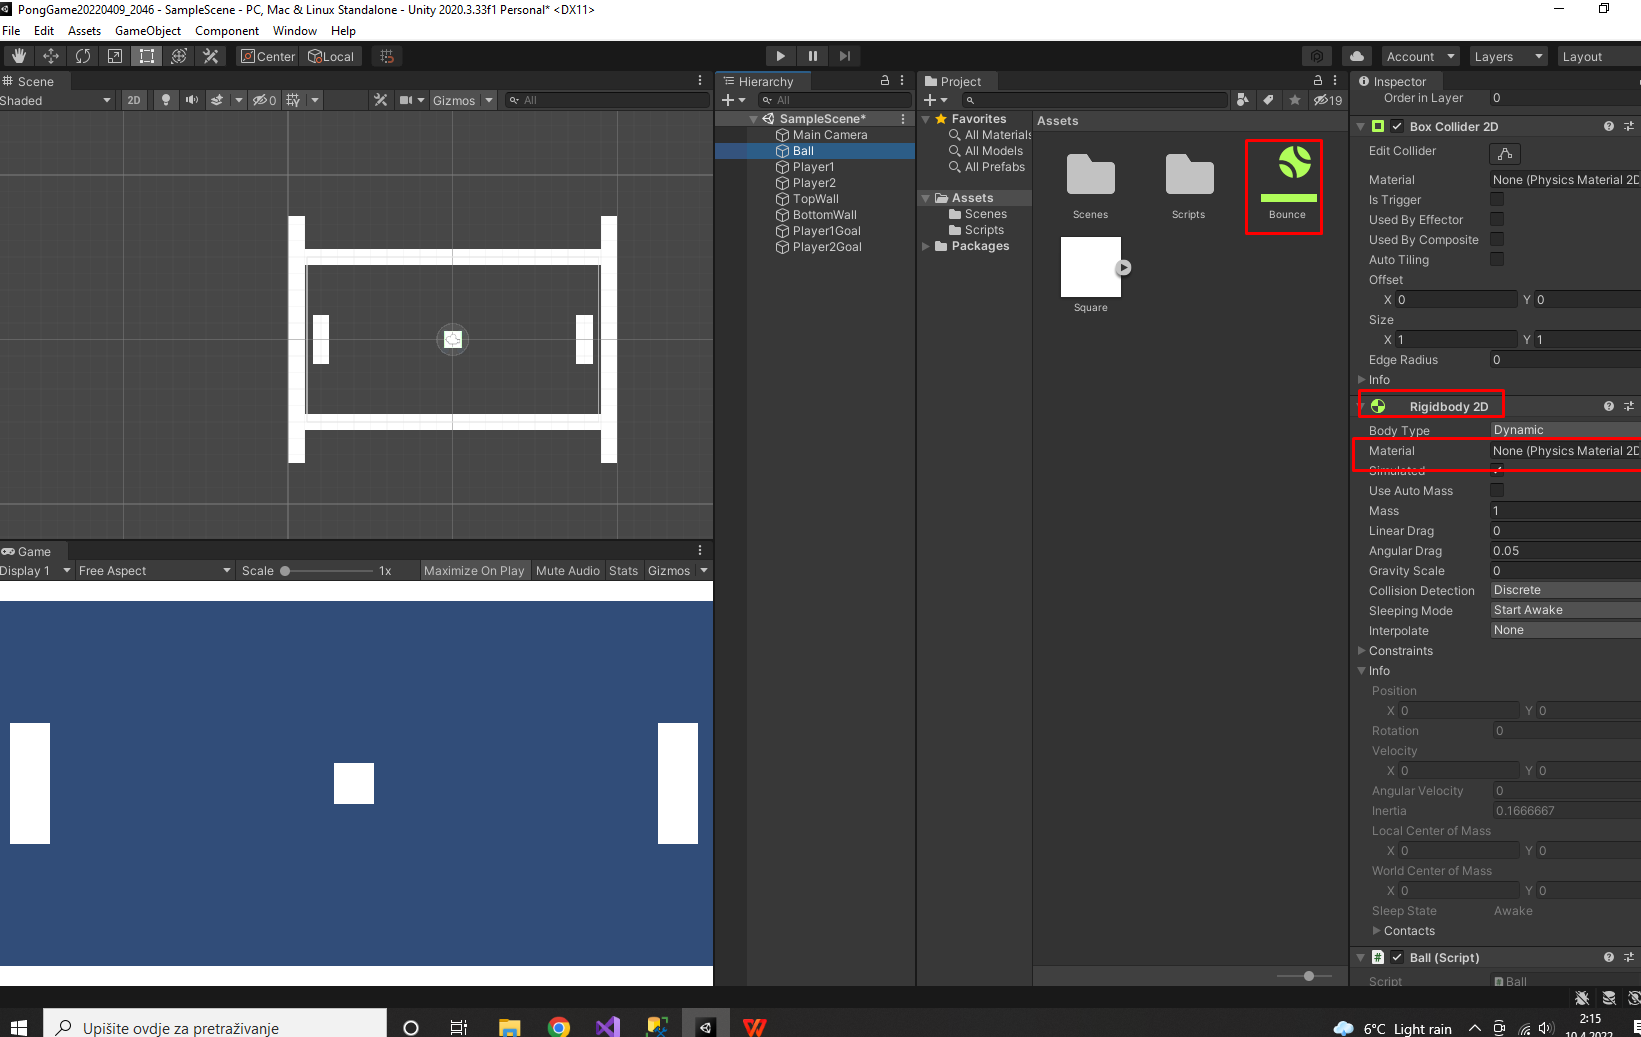 PongGame20220409_2046 - SampleScene - PC, Mac & Linux Standalone - Unity 2020.3.33f1 Personal* <DX11>
File Edit Assets GameObject Component Window Help
Center Local Account Layers Layout
Scene
Shaded 2D 0 Gizmos All
Hierarchy
All
SampleScene*
Main Camera
Ball
Player1
Player2
TopWall
BottomWall
Player1Goal
Player2Goal
Project
19
Favorites
All Materials
All Models
All Prefabs
Assets
Scenes
Scripts
Packages
Assets
Scenes Scripts Bounce
Square
Inspector
Order in Layer 0
Box Collider 2D
Edit Collider
Material None (Physics Material 2D
Is Trigger
Used By Effector
Used By Composite
Auto Tiling
Offset
X 0 Y 0
Size
X 1 Y 1
Edge Radius 0
Info
Rigidbody 2D
Body Type Dynamic
Material None (Physics Material 2D
Simulated
Use Auto Mass
Mass 1
Linear Drag 0
Angular Drag 0.05
Gravity Scale 0
Collision Detection Discrete
Sleeping Mode Start Awake
Interpolate None
Constraints
Info
Position
X 0 Y 0
Rotation 0
Velocity
X 0 Y 0
Angular Velocity 0
Inertia 0.1666667
Local Center of Mass
X 0 Y 0
World Center of Mass
X 0 Y 0
Sleep State Awake
Contacts
# Ball (Script)
Script Ball
Game
Display 1 Free Aspect Scale 1x Maximize On Play Mute Audio Stats Gizmos
Upišite ovdje za pretraživanje
6°C Light rain
2:15
10.4.2022